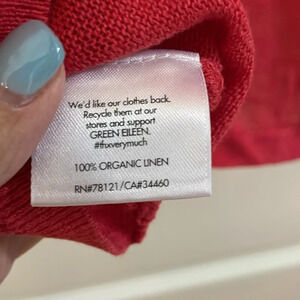 We'd like our clothes back.
Recycle them at our
stores and support
GREEN EILEEN.
#thxverymuch
100% ORGANIC LINEN
RN#78121/CA#34460